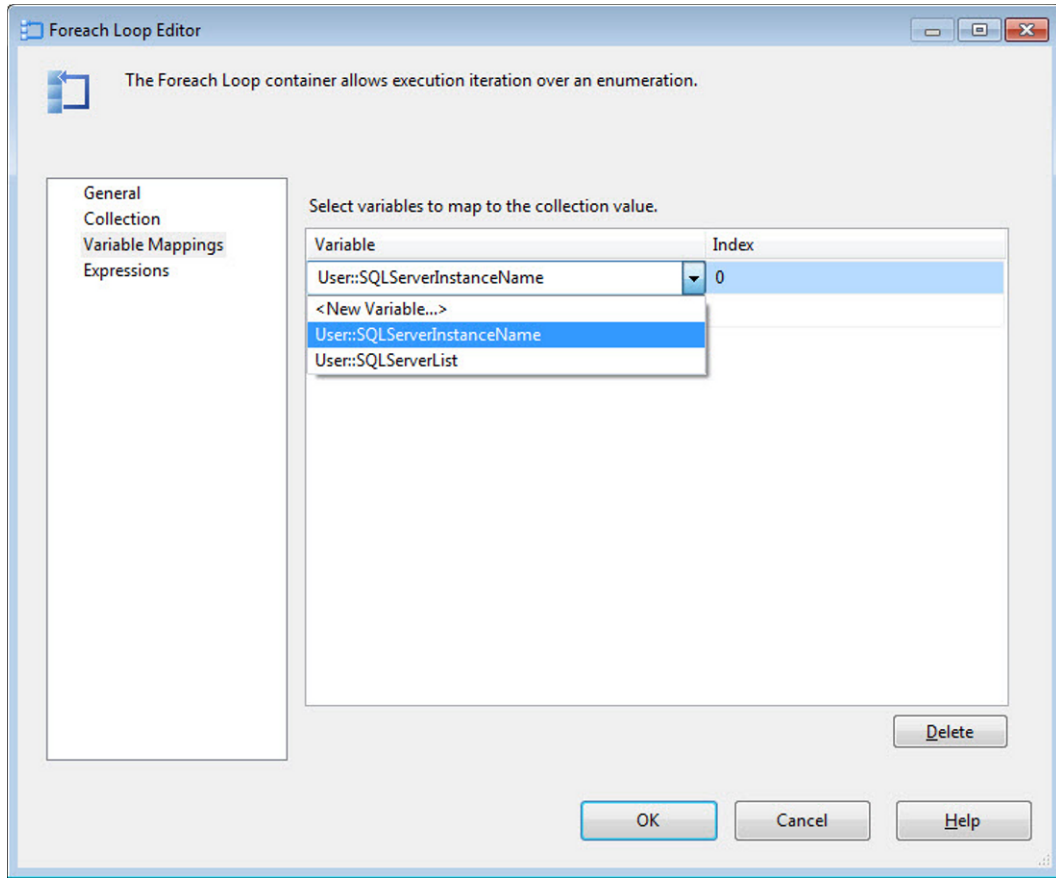 Foreach Loop Editor
The Foreach Loop container allows execution iteration over an enumeration.
General
Collection
Variable Mappings
Expressions
Select variables to map to the collection value.
Variable Index
User::SQLServerInstanceName 0
<New Variable...>
User::SQLServerInstanceName
User::SQLServerList
Delete
OK Cancel Help